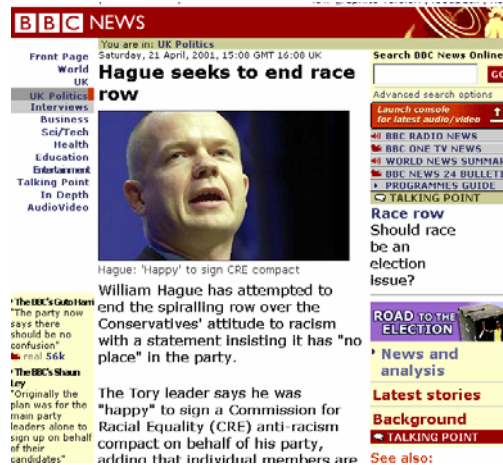 BBC NEWS
You are in: UK Politics
Front Page
World
UK
UK Politics
Interviews
Business
Sci/Tech
Health
Education
Entertainment
Talking Point
In Depth
AudioVideo
The BBC's Guto Harri
"The party now
says there
should be no
confusion"
real 56k
The BBC's Shaun
Ley
"Originally the
plan was for the
main party
leaders alone to
sign up on behalf
of their
candidates"
Saturday, 21 April, 2001, 15:00 GMT 16:00 UK
Hague seeks to end race
row
Hague: 'Happy' to sign CRE compact
William Hague has attempted to
end the spiralling row over the
Conservatives' attitude to racism
with a statement insisting it has "no
place" in the party.
The Tory leader says he was
"happy" to sign a Commission for
Racial Equality (CRE) anti-racism
compact on behalf of his party,
adding that individual members are
Search BBC News Online
GO
Advanced search options
Launch console
for latest audio/video
BBC RADIO NEWS
BBC ONE TV NEWS
WORLD NEWS SUMMAR
BBC NEWS 24 BULLETI
PROGRAMMES GUIDE
TALKING POINT
Race row
Should race
be an
election
issue?
ROAD TO THE
ELECTION
News and
analysis
Latest stories
Background
TALKING POINT
See also: